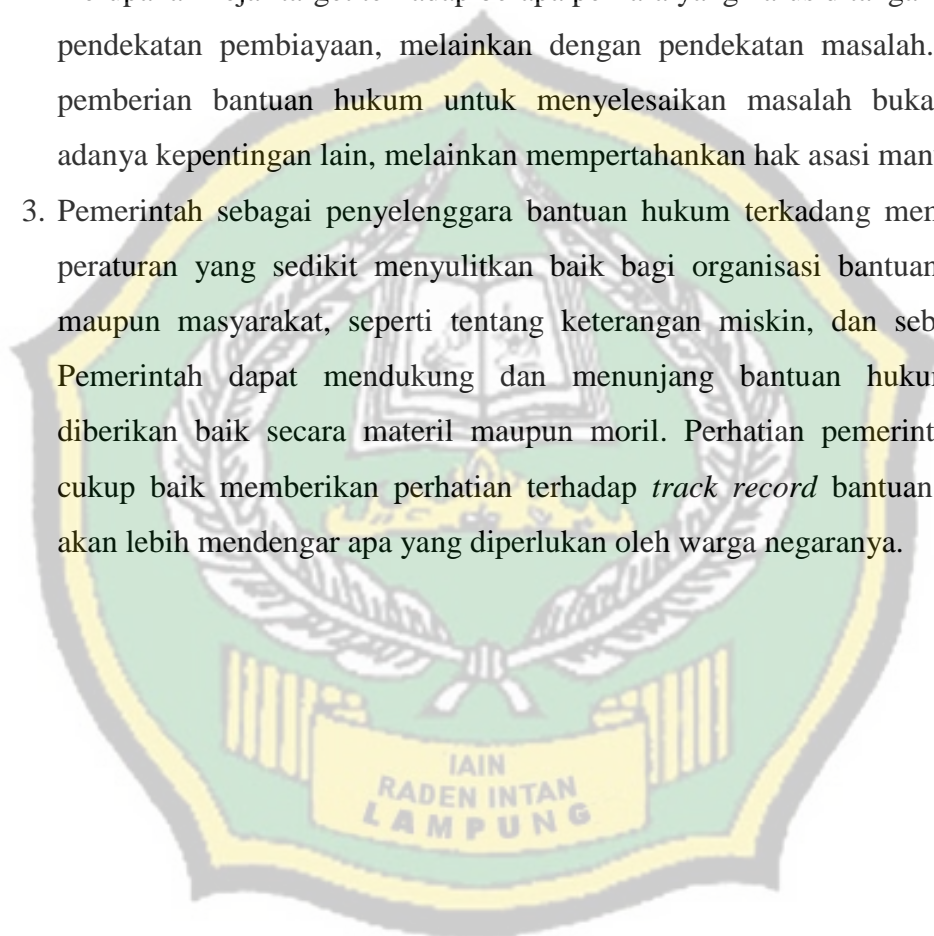 pendekatan pembiayaan, melainkan dengan pendekatan masalah.
pemberian bantuan hukum untuk menyelesaikan masalah buka
adanya kepentingan lain, melainkan mempertahankan hak asasi man
3. Pemerintah sebagai penyelenggara bantuan hukum terkadang men
peraturan yang sedikit menyulitkan baik bagi organisasi bantuan
maupun masyarakat, seperti tentang keterangan miskin, dan seb
Pemerintah dapat mendukung dan menunjang bantuan huku
diberikan baik secara materil maupun moril. Perhatian pemerint
cukup baik memberikan perhatian terhadap track record bantuan
akan lebih mendengar apa yang diperlukan oleh warga negaranya.
IAIN
RADEN INTAN
LAMPUNG